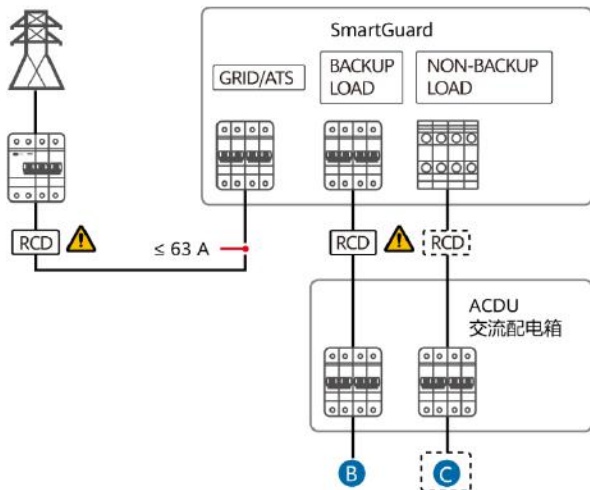 SmartGuard
GRID/ATS
BACKUP
LOAD
NON-BACKUP
LOAD
RCD
≤ 63 A
RCD
RCD
ACDU
交流配电箱
B
C